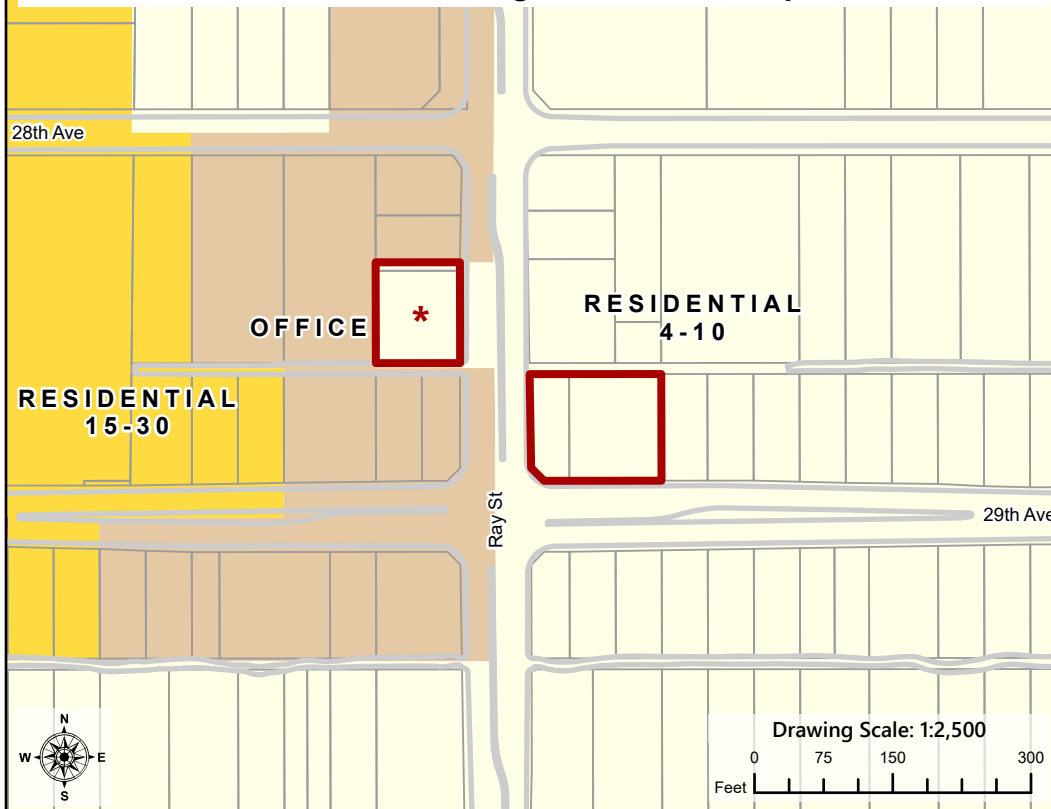 28th Ave
OFFICE
*
RESIDENTIAL
4-10
RESIDENTIAL
15-30
Ray St
29th Ave
N
W E
S
Drawing Scale: 1:2,500
0 75 150 300
Feet